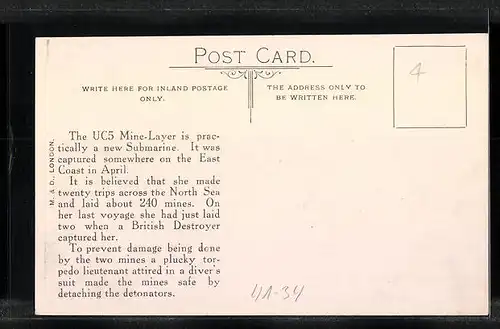 POST CARD.
WRITE HERE FOR INLAND POSTAGE
ONLY.
THE ADDRESS ONLY TO
BE WRITTEN HERE.
4
M. & D., LONDON.
The UC5 Mine-Layer is prac-
tically a new Submarine. It was
captured somewhere on the East
Coast in April.
It is believed that she made
twenty trips across the North Sea
and laid about 240 mines. On
her last voyage she had just laid
two when a British Destroyer
captured her.
To prevent damage being done
by the two mines a plucky tor-
pedo lieutenant attired in a diver's
suit made the mines safe by
detaching the detonators.
41-34